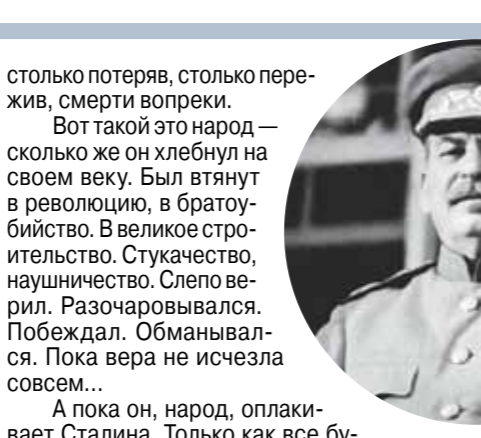 столько потеряв, столько пере-
жив, смерти вопреки.
Вот такой это народ —
сколько же он хлебнул на
своем веку. Был втянут
в революцию, в братоу-
бийство. В великое стро-
ительство. Стукачество,
наушничество. Слепо ве-
рил. Разочаровывался.
Побеждал. Обманывал-
ся. Пока вера не исчезла
совсем...
А пока он, народ, оплаки-
вает Сталина. Только как все бу-